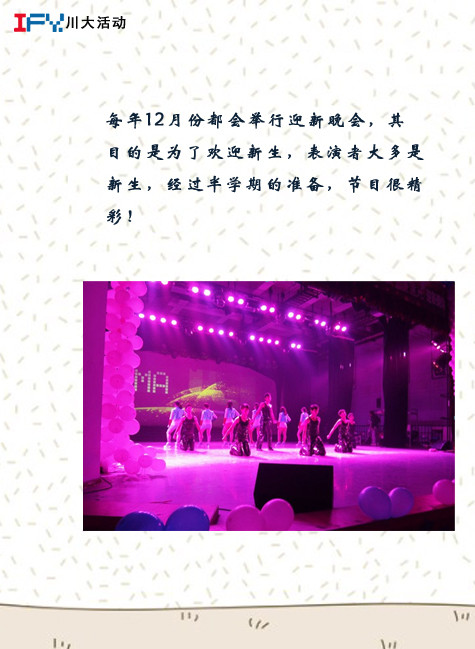 IFY川大活动
每年12月份都会举行迎新晚会，其
目的是为了欢迎新生，表演者大多是
新生，经过半学期的准备，节目很精
彩！
MA